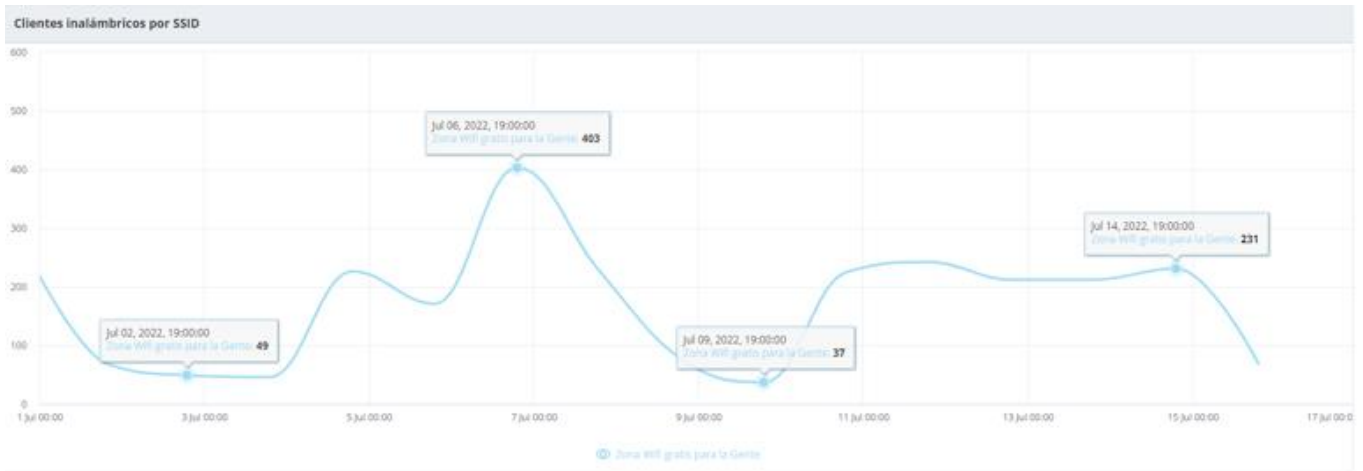 Clientes inalámbricos por SSID
600
500
400
300
200
100
0
Jul 06, 2022, 19:00:00
Zona Wifi gratis para la Gente: 403
Jul 14, 2022, 19:00:00
Zona Wifi gratis para la Gente: 231
Jul 02, 2022, 19:00:00
Zona Wifi gratis para la Gente: 49
Jul 09, 2022, 19:00:00
Zona Wifi gratis para la Gente: 37
1 Jul 00:00 3 Jul 00:00 5 Jul 00:00 7 Jul 00:00 9 Jul 00:00 11 Jul 00:00 13 Jul 00:00 15 Jul 00:00 17 Jul 00:0
Zona Wifi gratis para la Gente